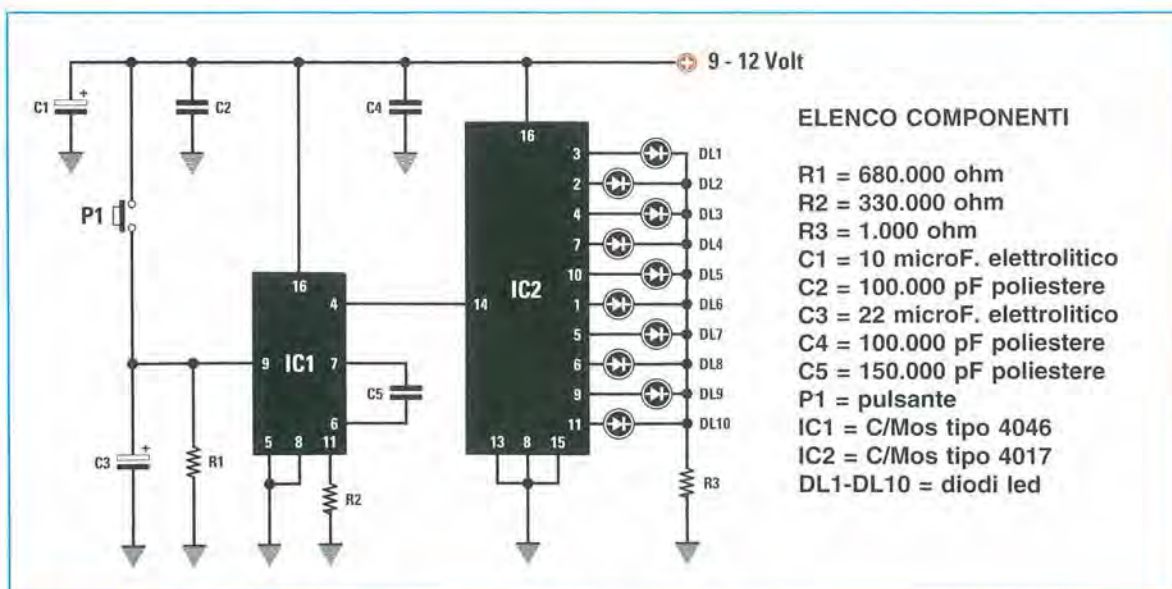 9 - 12 Volt
C1
+
C2
C4
P1
16
4
9
IC1
7
6
5
8
11
C5
C3
+
R1
R2
16
14
IC2
3
2
4
7
10
1
5
6
9
11
13
8
15
DL1
DL2
DL3
DL4
DL5
DL6
DL7
DL8
DL9
DL10
R3
ELENCO COMPONENTI
R1 = 680.000 ohm
R2 = 330.000 ohm
R3 = 1.000 ohm
C1 = 10 microF. elettrolitico
C2 = 100.000 pF poliestere
C3 = 22 microF. elettrolitico
C4 = 100.000 pF poliestere
C5 = 150.000 pF poliestere
P1 = pulsante
IC1 = C/Mos tipo 4046
IC2 = C/Mos tipo 4017
DL1-DL10 = diodi led